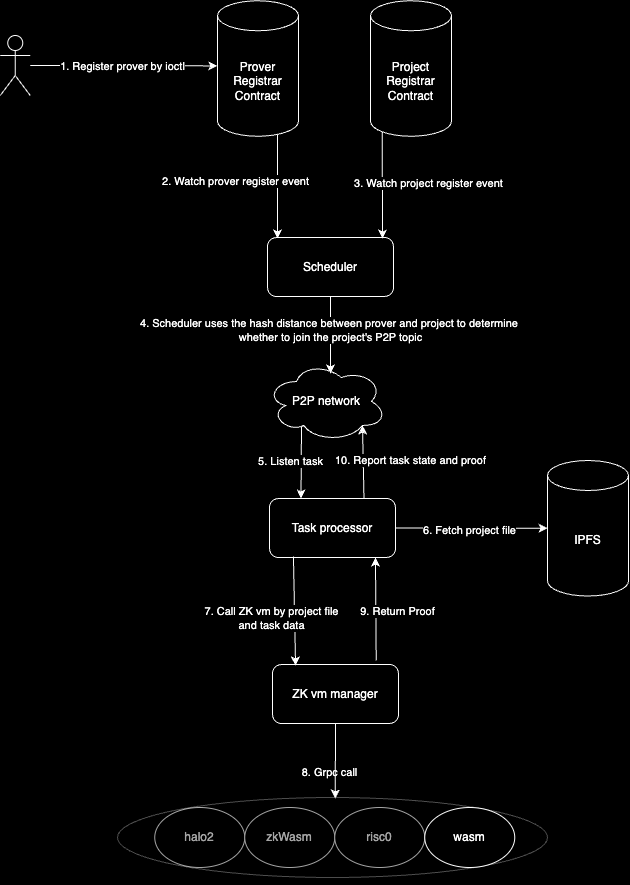 1. Register prover by ioctl
Prover
Registrar
Contract
Project
Registrar
Contract
2. Watch prover register event
3. Watch project register event
Scheduler
4. Scheduler uses the hash distance between prover and project to determine
whether to join the project's P2P topic
P2P network
5. Listen task
10. Report task state and proof
Task processor
6. Fetch project file
IPFS
7. Call ZK vm by project file
and task data
9. Return Proof
ZK vm manager
8. Grpc call
halo2
zkWasm
risc0
wasm